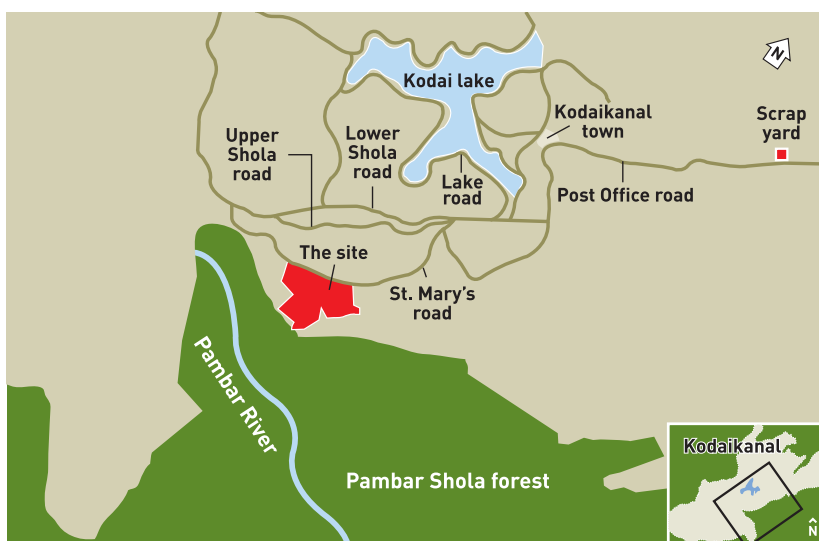 N
Kodai lake
Scrap
yard
Kodaikanal
town
Upper
Shola
road
Lower
Shola
road
Lake
road
Post Office road
The site
St. Mary's
road
Pambar River
Pambar Shola forest
Kodaikanal
N